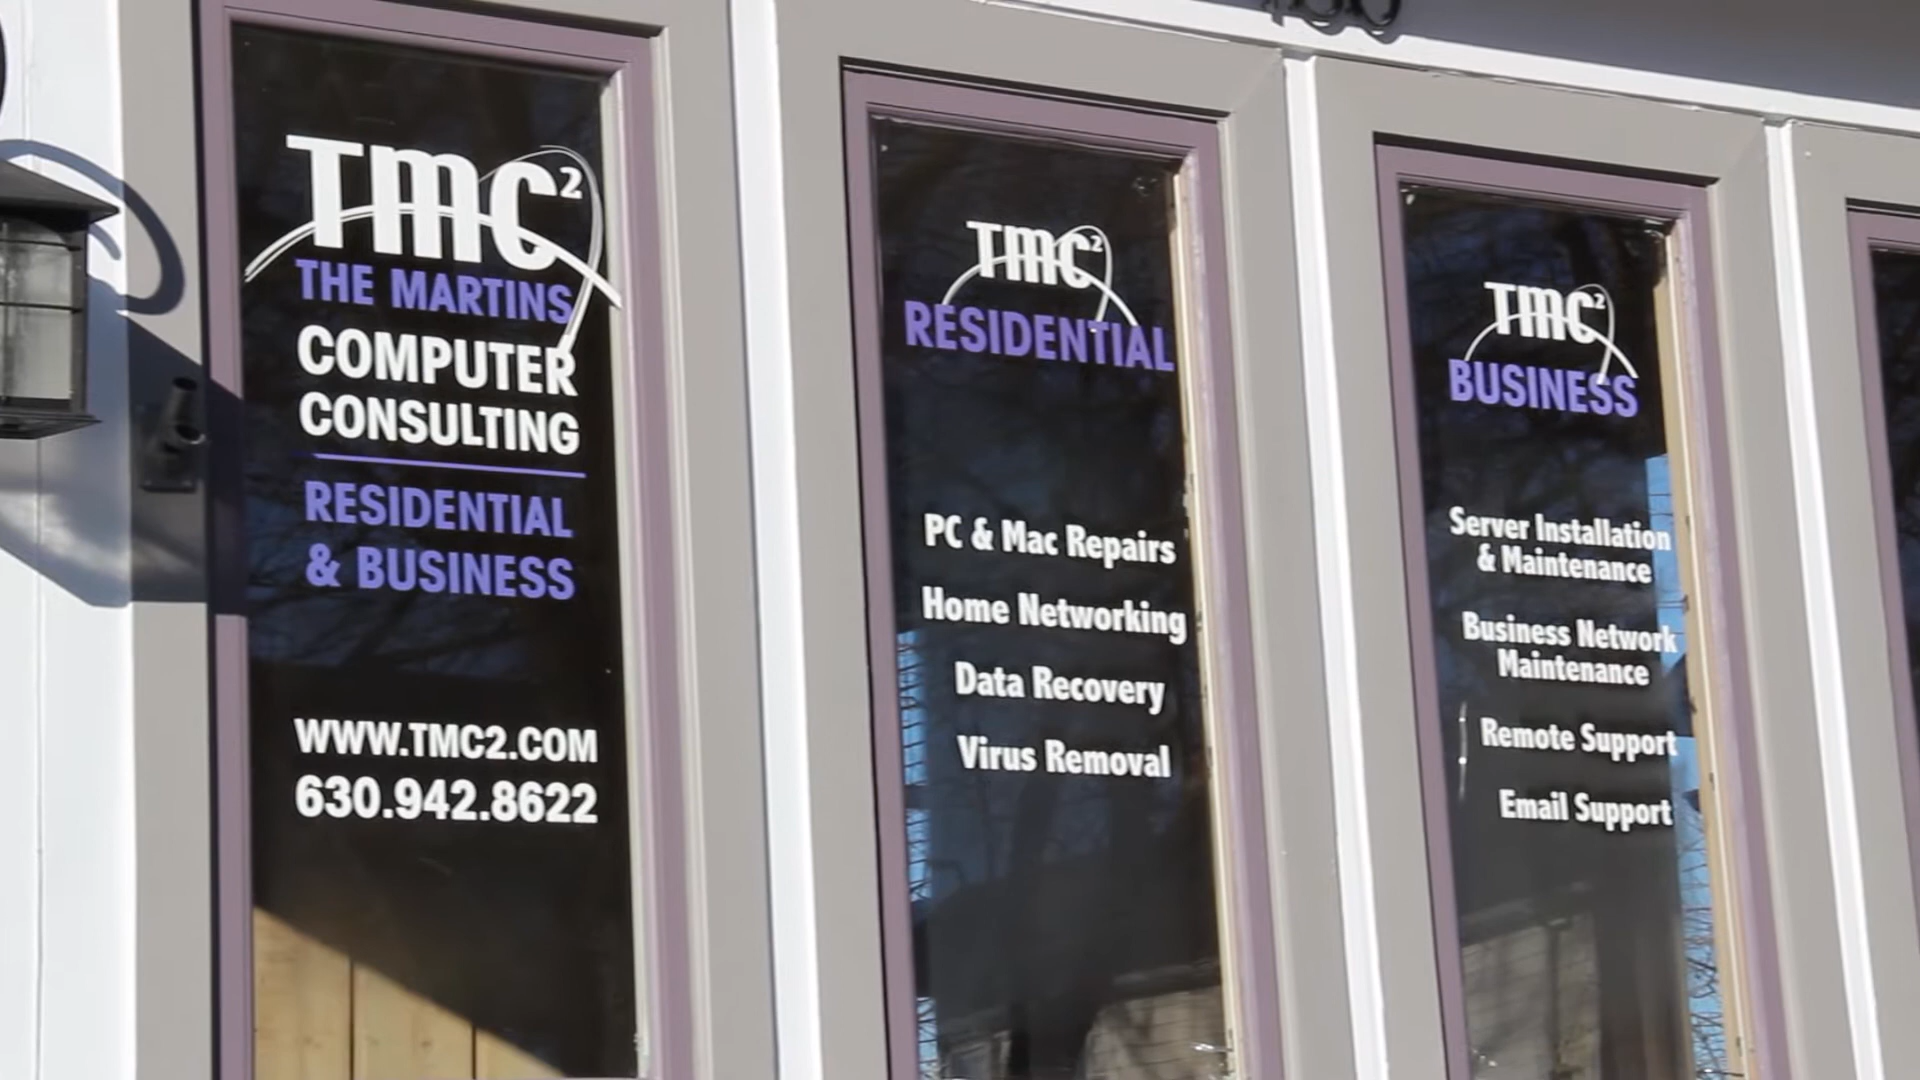 TMC²
THE MARTINS
COMPUTER
CONSULTING
RESIDENTIAL
& BUSINESS
WWW.TMC2.COM
630.942.8622
TMC²
RESIDENTIAL
PC & Mac Repairs
Home Networking
Data Recovery
Virus Removal
TMC²
BUSINESS
Server Installation
& Maintenance
Business Network
Maintenance
Remote Support
Email Support